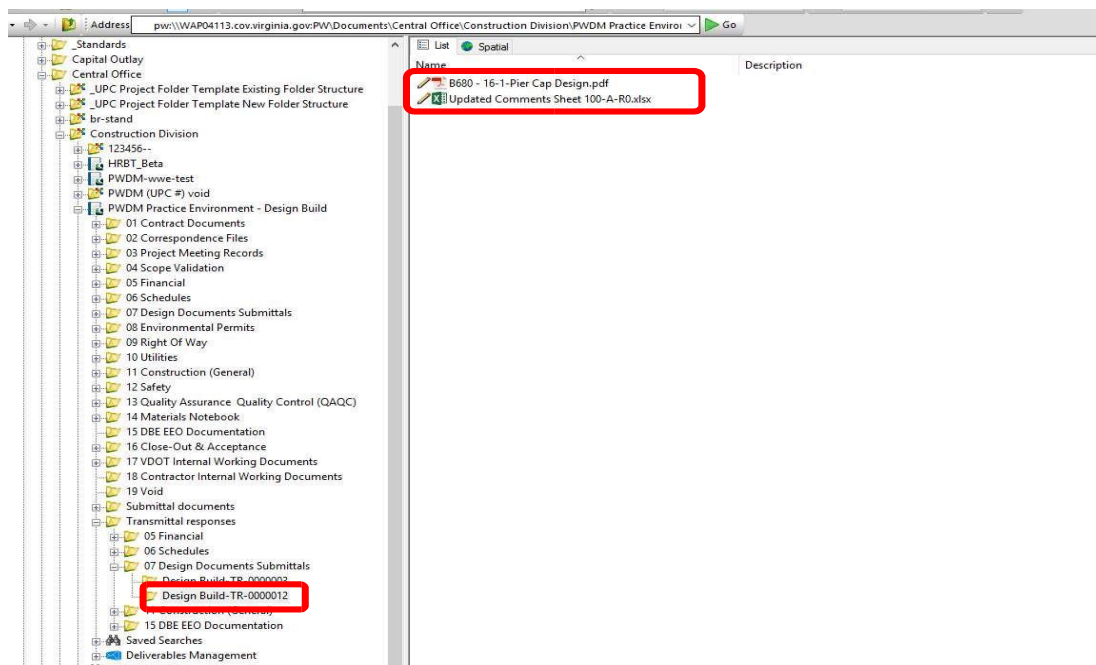 Address pw:\\WAP04113.cov.virginia.gov:PW\Documents\Central Office\Construction Division\PWDM Practice Enviror Go
_Standards
Capital Outlay
Central Office
_UPC Project Folder Template Existing Folder Structure
_UPC Project Folder Template New Folder Structure
br-stand
Construction Division
123456--
HRBT_Beta
PWDM-wwe-test
PWDM (UPC #) void
PWDM Practice Environment - Design Build
01 Contract Documents
02 Correspondence Files
03 Project Meeting Records
04 Scope Validation
05 Financial
06 Schedules
07 Design Documents Submittals
08 Environmental Permits
09 Right Of Way
10 Utilities
11 Construction (General)
12 Safety
13 Quality Assurance Quality Control (QAQC)
14 Materials Notebook
15 DBE EEO Documentation
16 Close-Out & Acceptance
17 VDOT Internal Working Documents
18 Contractor Internal Working Documents
19 Void
Submittal documents
Transmittal responses
05 Financial
06 Schedules
07 Design Documents Submittals
Design Build-TR-0000003
Design Build-TR-0000012
11 Construction (General)
15 DBE EEO Documentation
Saved Searches
Deliverables Management
List Spatial
Name Description
B680 - 16-1-Pier Cap Design.pdf
Updated Comments Sheet 100-A-R0.xlsx